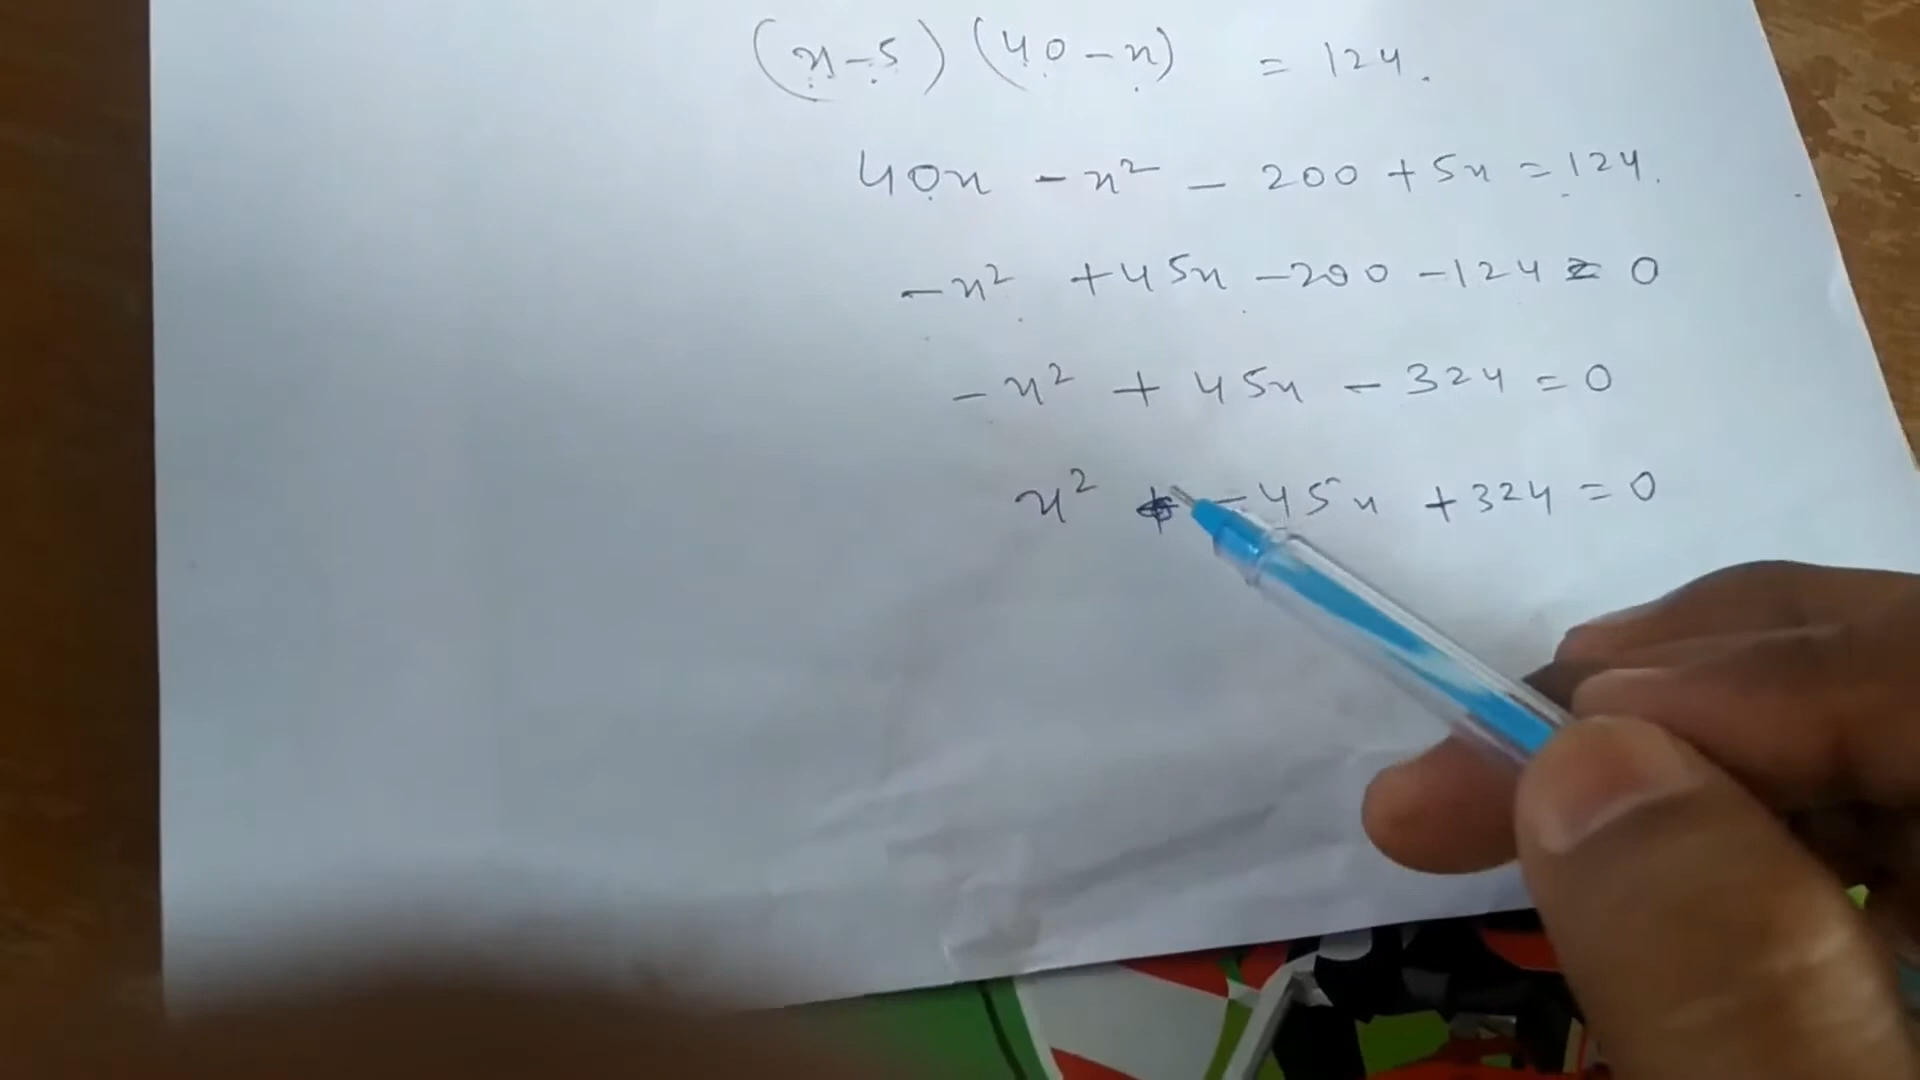 (x-5) (40-x) = 124.
40x - x² - 200 + 5x = 124.
-x² + 45x - 200 - 124 = 0
-x² + 45x - 324 = 0
x² - 45x + 324 = 0